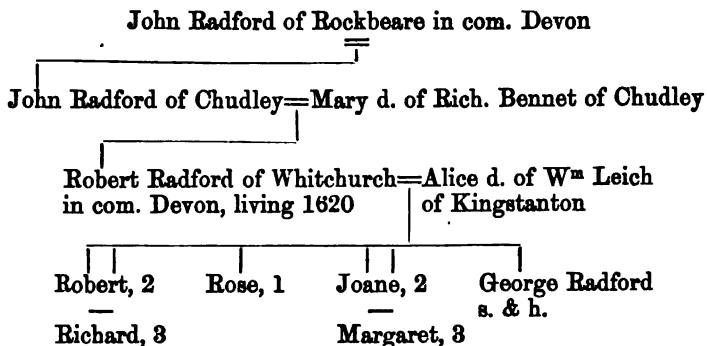 John Radford of Rockbeare in com. Devon
John Radford of Chudley=Mary d. of Rich. Bennet of Chudley
Robert Radford of Whitchurch=Alice d. of Wᵐ Leich
in com. Devon, living 1620 of Kingstanton
Robert, 2 Rose, 1 Joane, 2 George Radford
s. & h.
Richard, 3 Margaret, 3